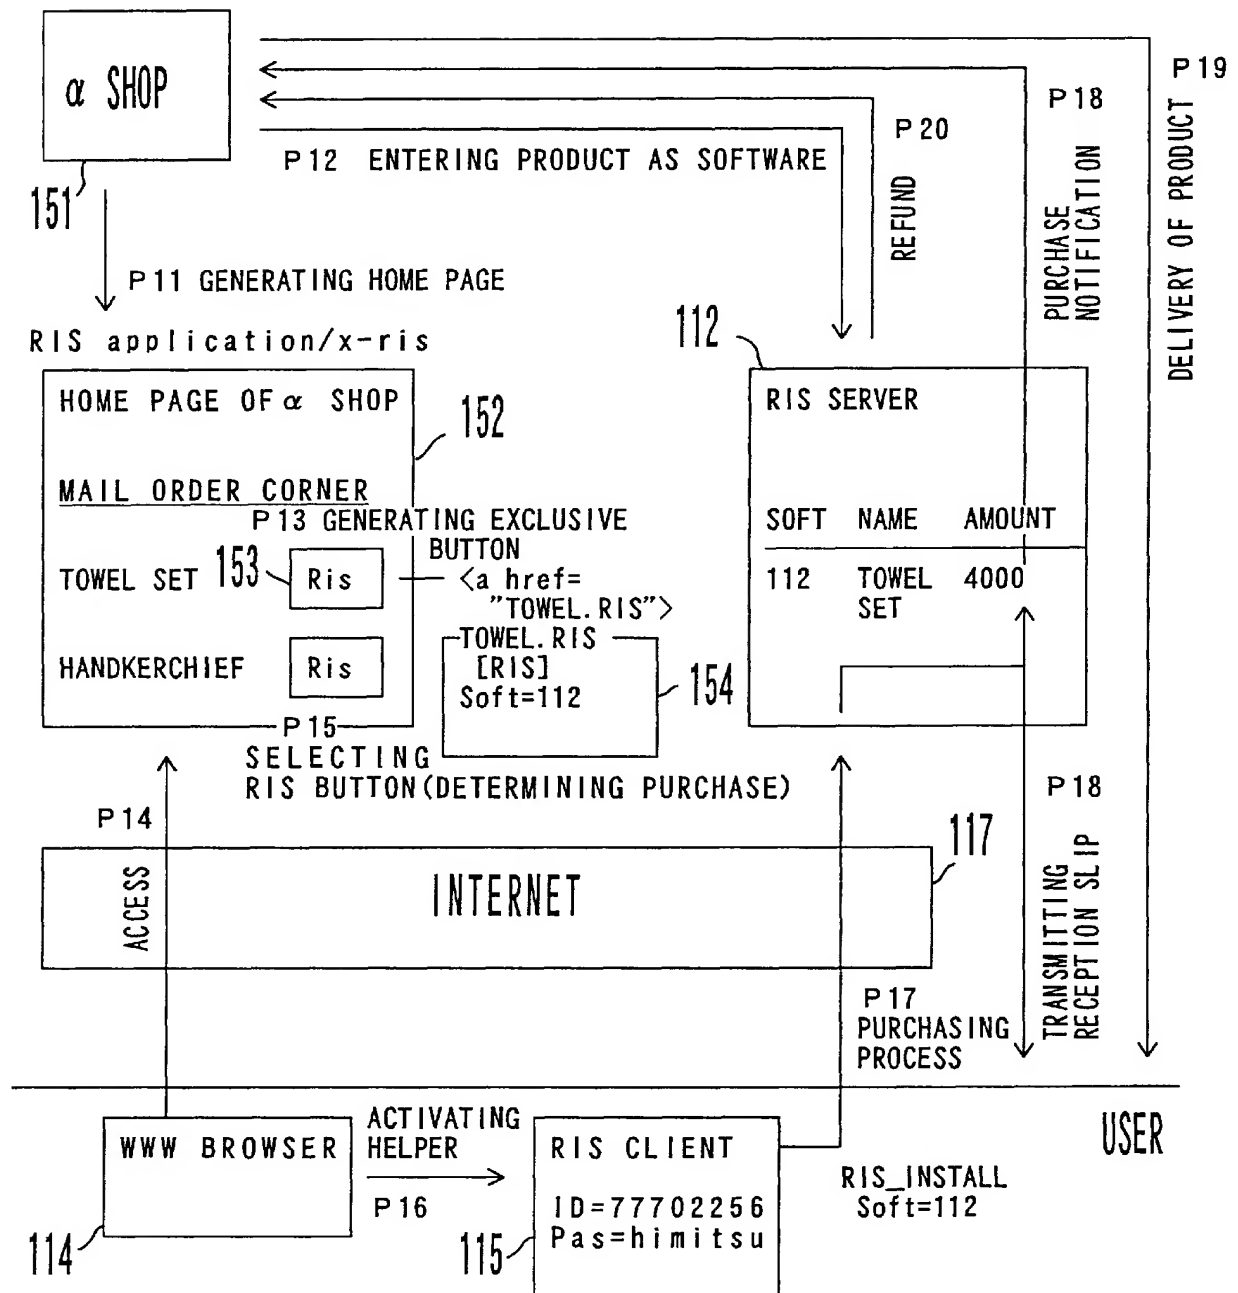 α SHOP
151
P11 GENERATING HOME PAGE
P12 ENTERING PRODUCT AS SOFTWARE
P20
REFUND
P18
PURCHASE
NOTIFICATION
P19
DELIVERY OF PRODUCT
RIS application/x-ris
HOME PAGE OF α SHOP
152
MAIL ORDER CORNER
P13 GENERATING EXCLUSIVE
BUTTON
TOWEL SET
153
Ris
<a href=
"TOWEL.RIS">
HANDKERCHIEF
Ris
TOWEL.RIS
[RIS]
Soft=112
154
P15
SELECTING
RIS BUTTON(DETERMINING PURCHASE)
112
RIS SERVER
SOFT NAME AMOUNT
112 TOWEL 4000
SET
P14
ACCESS
INTERNET
117
P18
TRANSMITTING
RECEPTION SLIP
P17
PURCHASING
PROCESS
USER
WWW BROWSER
114
ACTIVATING
HELPER
P16
RIS CLIENT
ID=77702256
Pas=himitsu
115
RIS_INSTALL
Soft=112